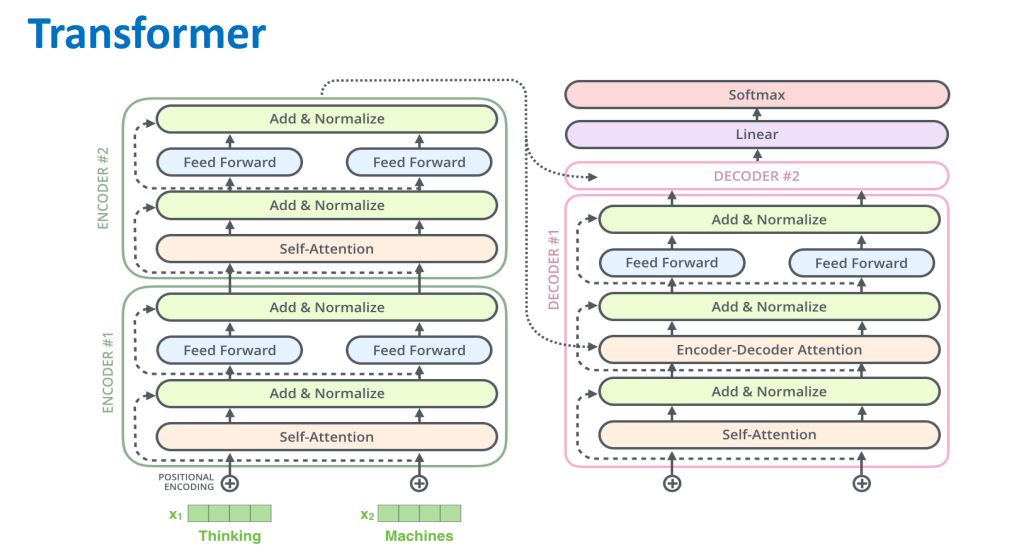 Transformer
ENCODER #2
Add & Normalize
Feed Forward Feed Forward
Add & Normalize
Self-Attention
ENCODER #1
Add & Normalize
Feed Forward Feed Forward
Add & Normalize
Self-Attention
POSITIONAL
ENCODING
x₁ x₂
Thinking Machines
Softmax
Linear
DECODER #2
DECODER #1
Add & Normalize
Feed Forward Feed Forward
Add & Normalize
Encoder-Decoder Attention
Add & Normalize
Self-Attention